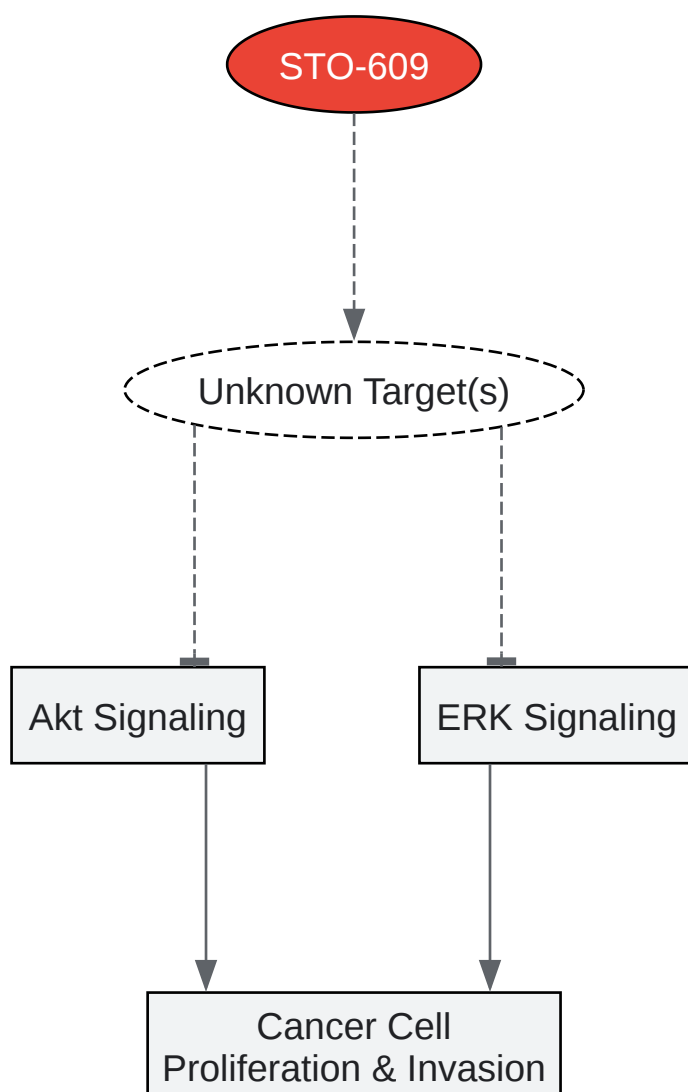 STO-609
Unknown Target(s)
Akt Signaling
ERK Signaling
Cancer Cell
Proliferation & Invasion